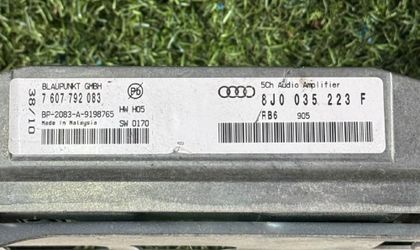 38/10
BLAUPUNKT GMBH
7 607 792 083
Pb
HW H05
BP-2083-A-9198765
Made in Malaysia
SW 0170
5Ch Audio Amplifier
8J0 035 223 F
/RB6 905